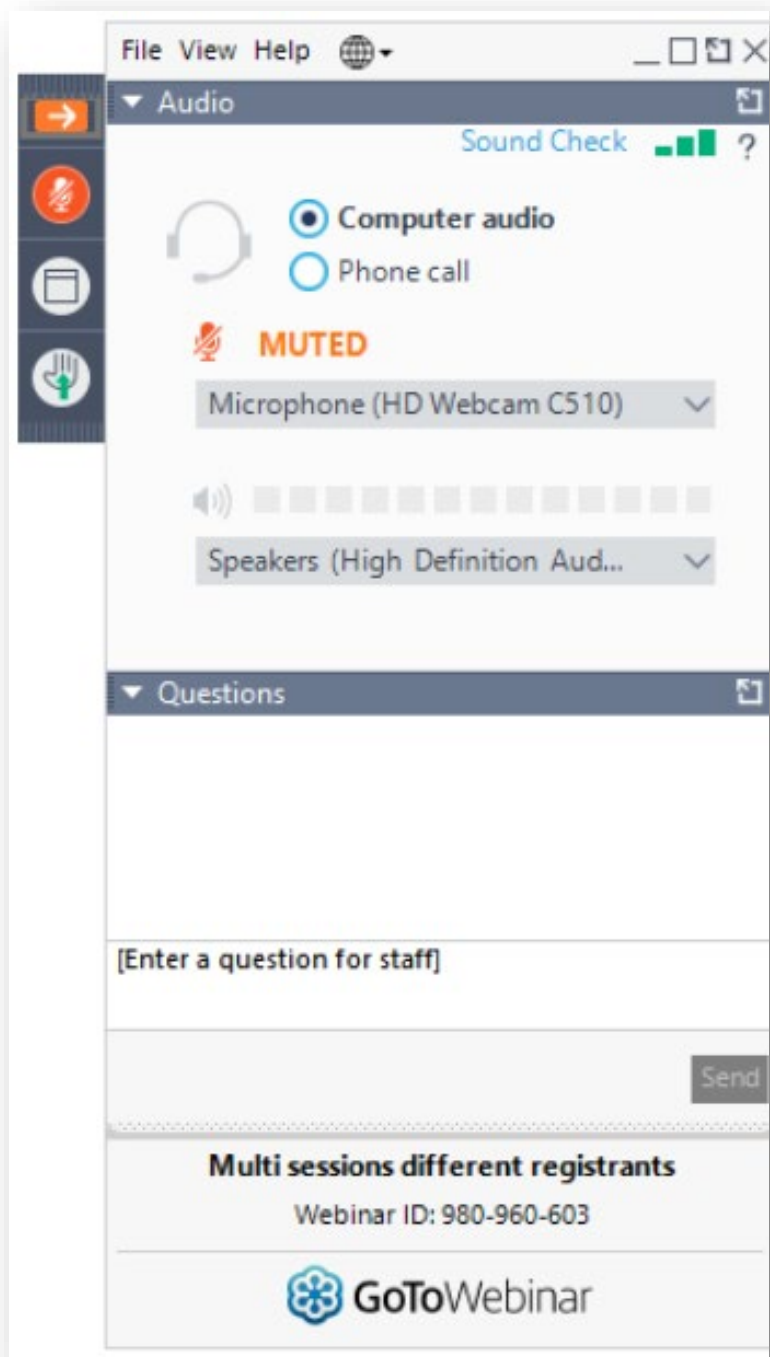 File View Help
Audio
Sound Check ?
Computer audio
Phone call
MUTED
Microphone (HD Webcam C510)
Speakers (High Definition Aud...
Questions
[Enter a question for staff]
Send
Multi sessions different registrants
Webinar ID: 980-960-603
GoToWebinar